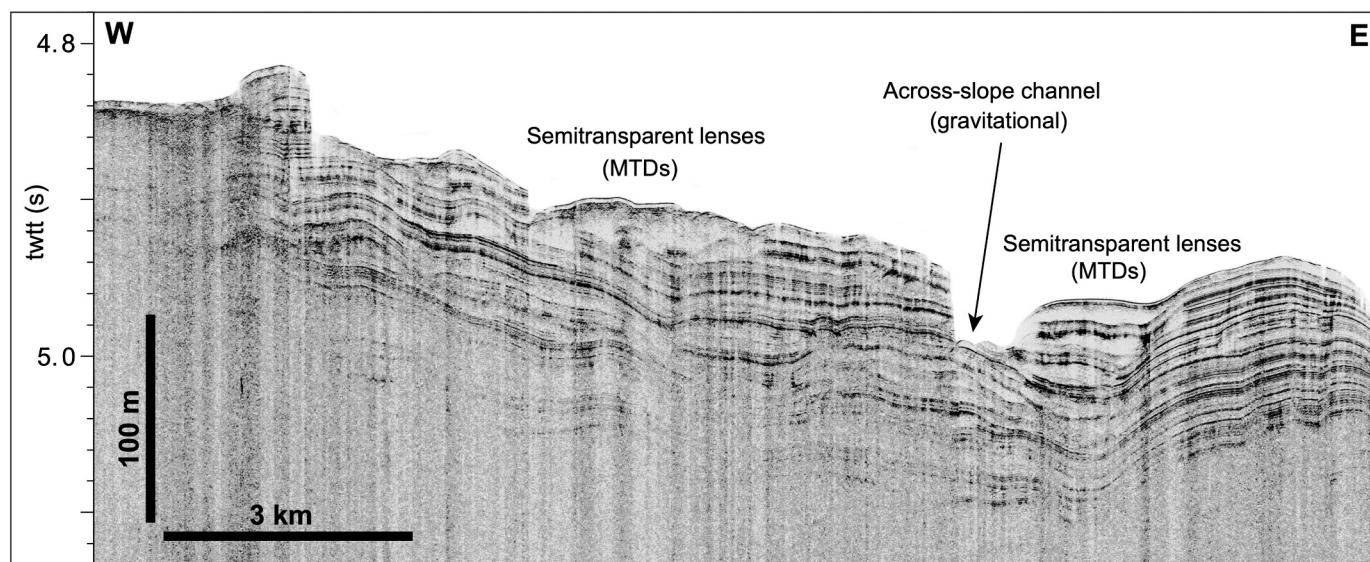 W
E
4.8
Across-slope channel
(gravitational)
Semitransparent lenses
(MTDs)
twtt (s)
Semitransparent lenses
(MTDs)
5.0
100 m
3 km